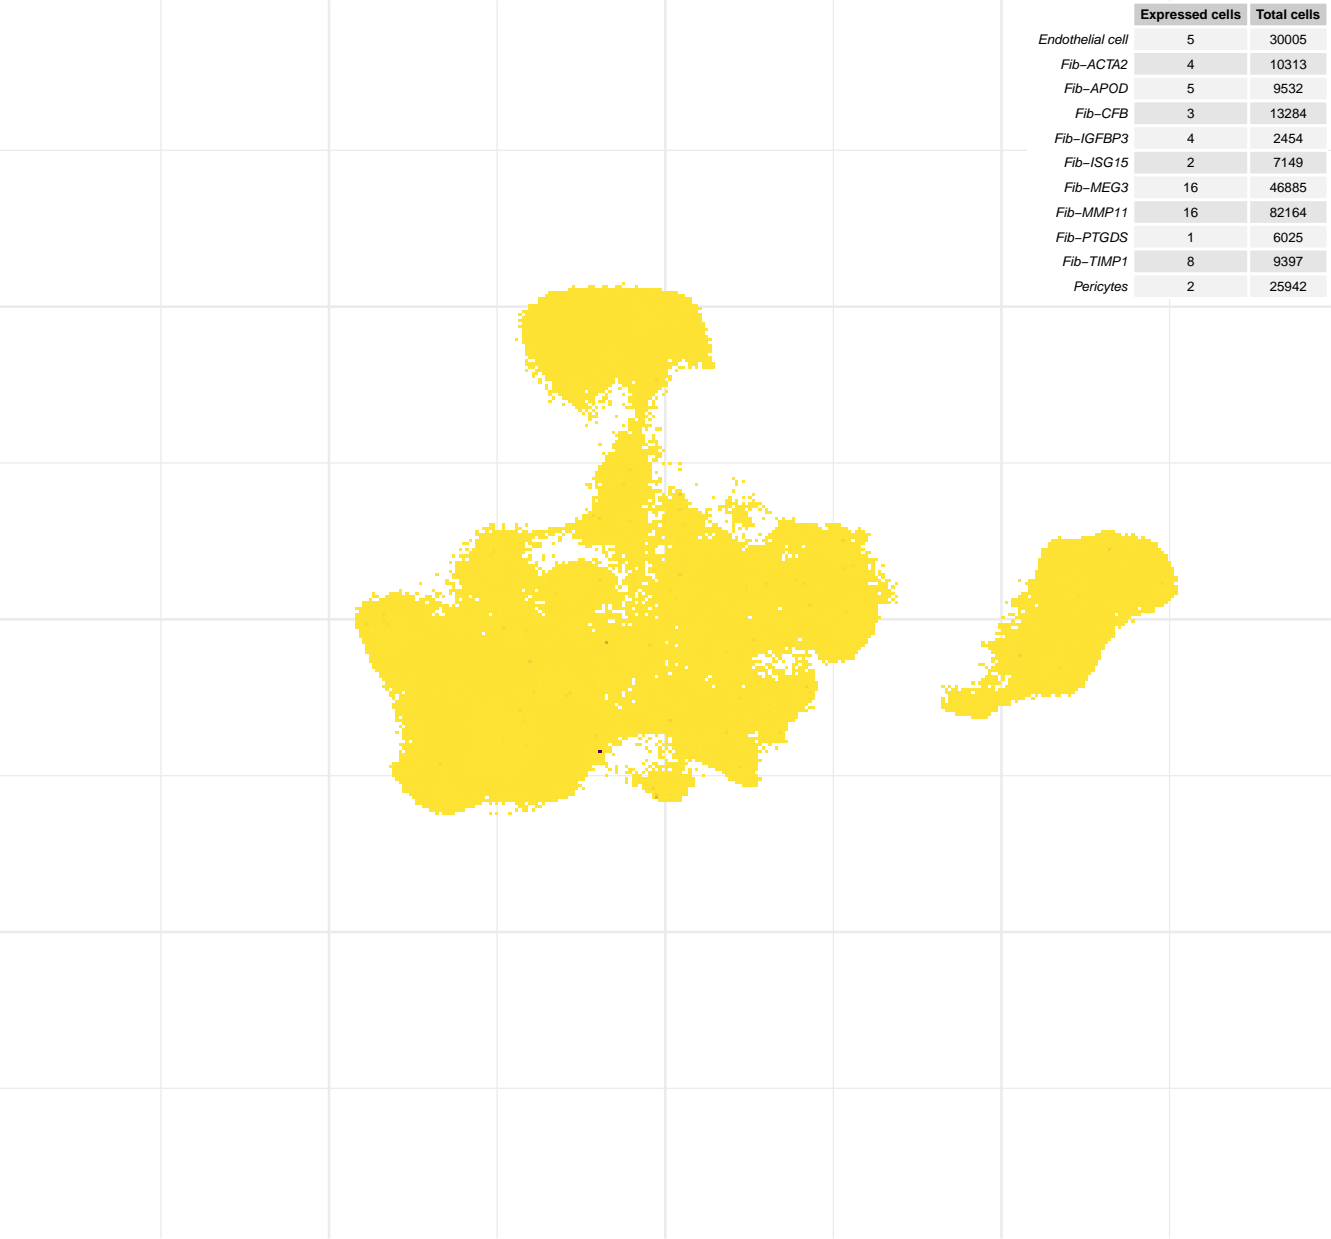 Expressed cells Total cells
Endothelial cell 5 30005
Fib−ACTA2 4 10313
Fib−APOD 5 9532
Fib−CFB 3 13284
Fib−IGFBP3 4 2454
Fib−ISG15 2 7149
Fib−MEG3 16 46885
Fib−MMP11 16 82164
Fib−PTGDS 1 6025
Fib−TIMP1 8 9397
Pericytes 2 25942